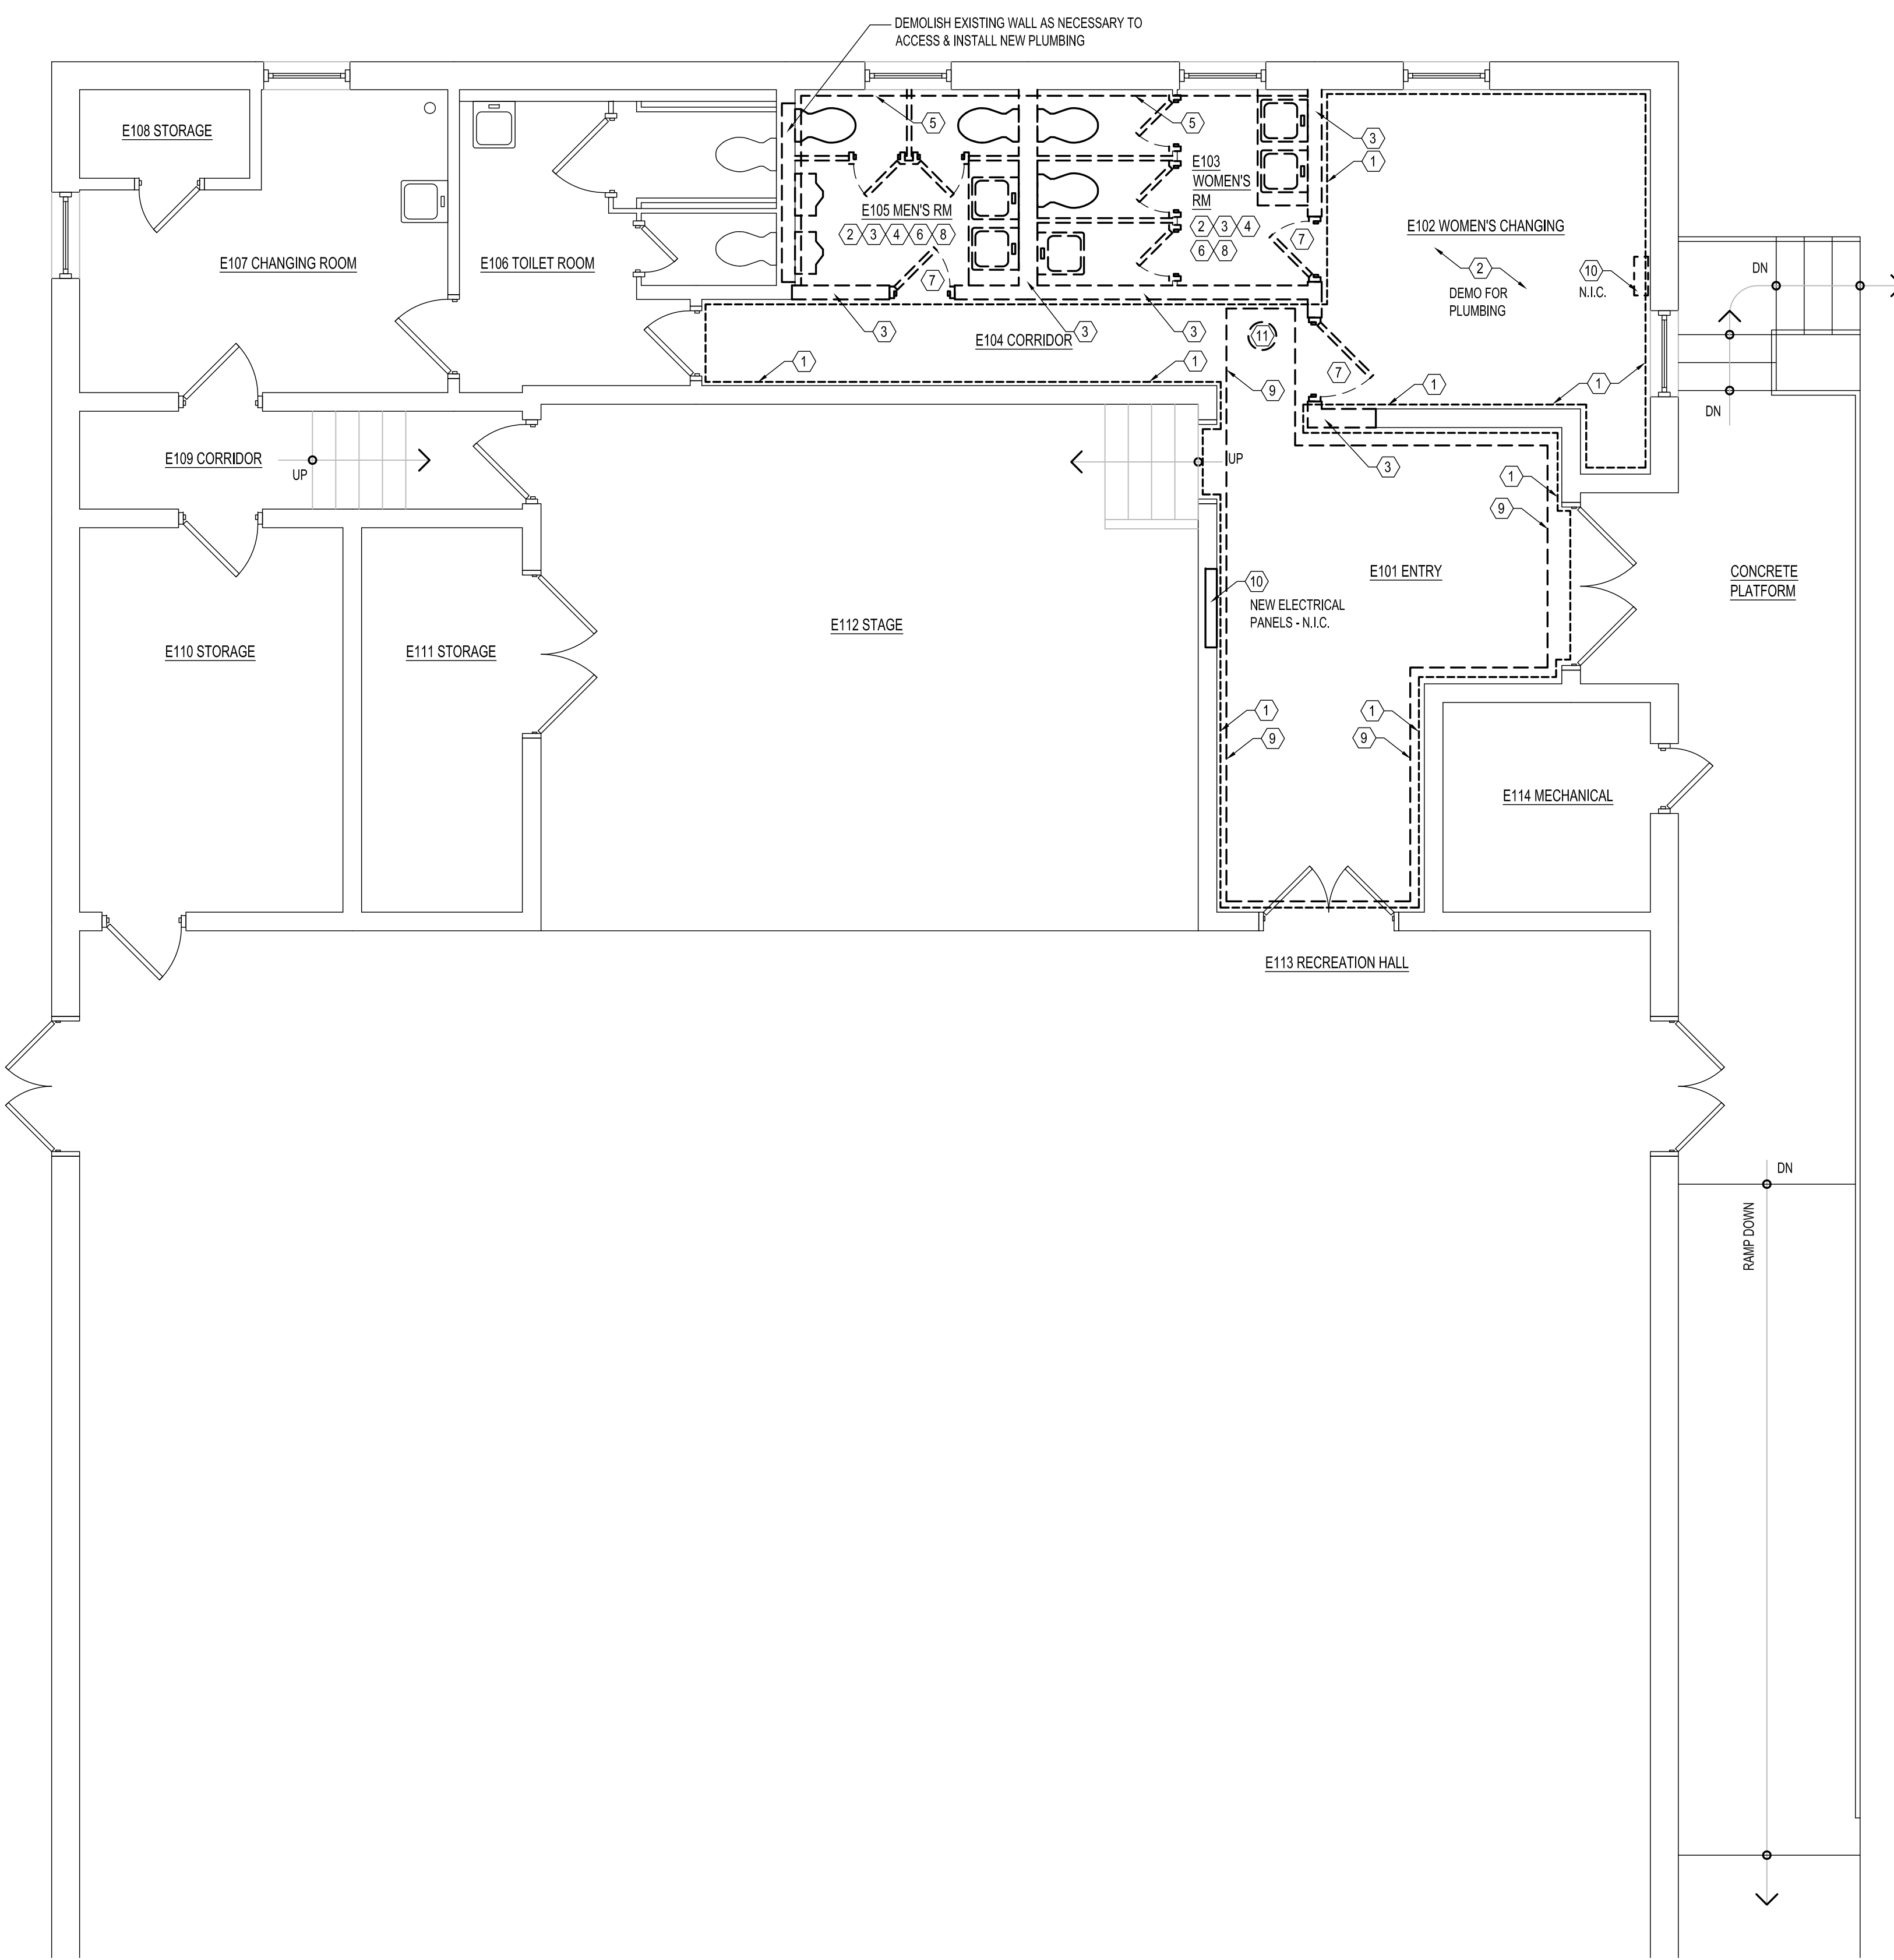 DEMOLISH EXISTING WALL AS NECESSARY TO
ACCESS & INSTALL NEW PLUMBING
E108 STORAGE
5
5
3
1
E103
WOMEN'S
RM
2 3 4
6 8
7
E105 MEN'S RM
2 3 4 6 8
7
E107 CHANGING ROOM
E106 TOILET ROOM
E102 WOMEN'S CHANGING
2
DEMO FOR
PLUMBING
10
N.I.C.
DN
DN
3
3
3
E104 CORRIDOR
11
1
1
7
9
1
1
3
E109 CORRIDOR
UP
UP
1
9
E101 ENTRY
CONCRETE
PLATFORM
10
NEW ELECTRICAL
PANELS - N.I.C.
E112 STAGE
E110 STORAGE
E111 STORAGE
1
9
1
9
E114 MECHANICAL
E113 RECREATION HALL
DN
RAMP DOWN